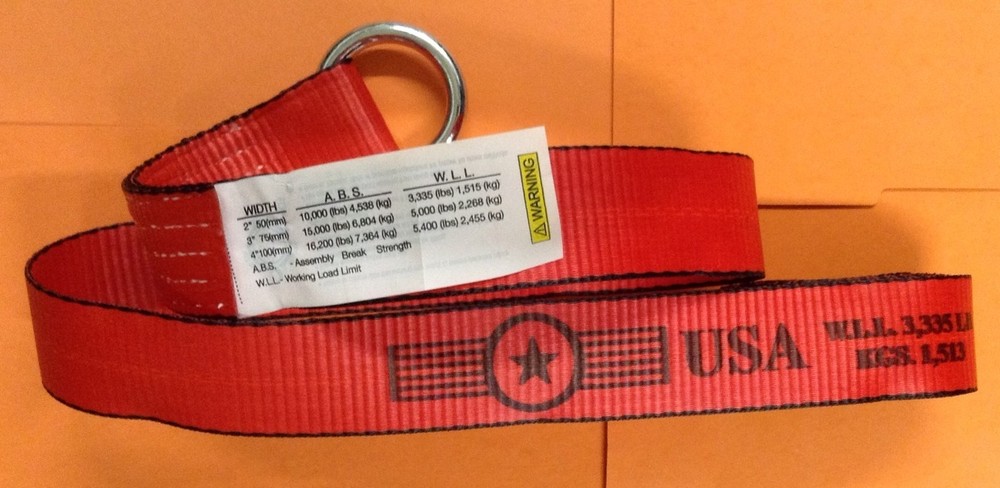 WIDTH A.B.S. W.L.L.
2" 50(mm) 10,000 (lbs) 4,538 (kg) 3,335 (lbs) 1,515 (kg)
3" 75(mm) 15,000 (lbs) 6,804 (kg) 5,000 (lbs) 2,268 (kg)
4"100(mm) 16,200 (lbs) 7,364 (kg) 5,400 (lbs) 2,455 (kg)
A.B.S. - Assembly Break Strength
W.L.L.- Working Load Limit
⚠ WARNING
USA
W.L.L. 3,335
KGS. 1,513